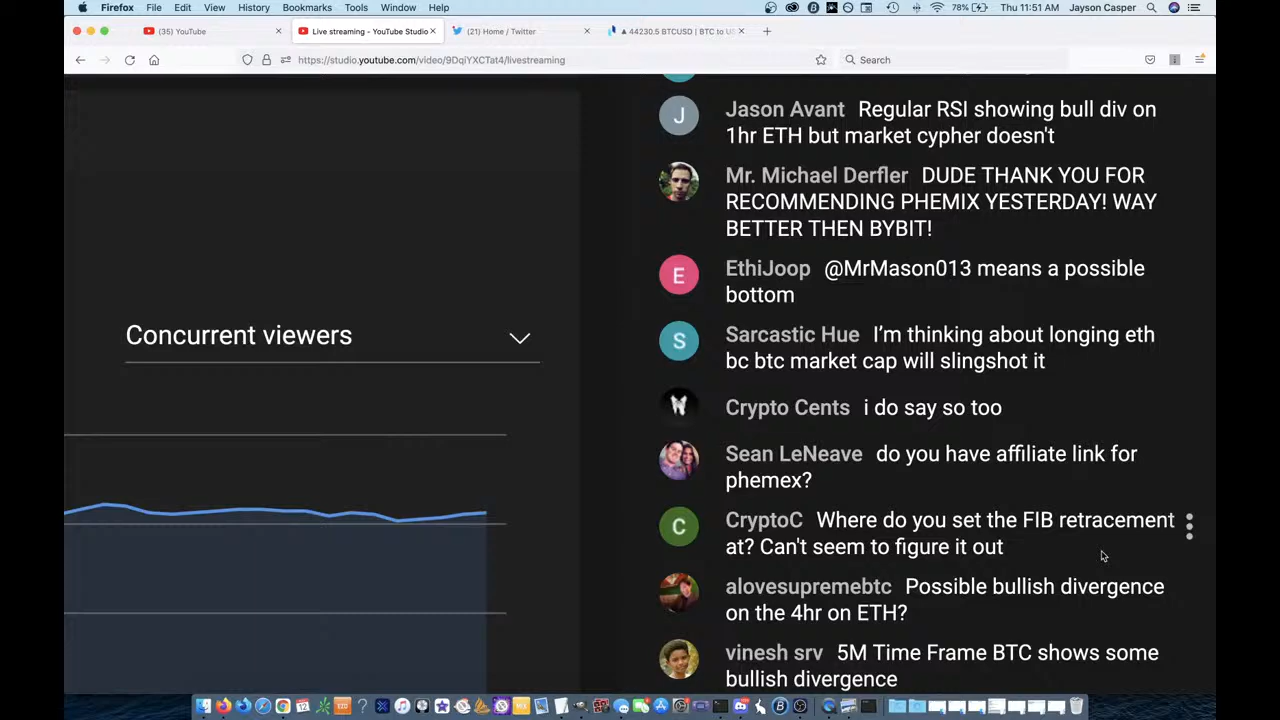 Firefox File Edit View History Bookmarks Tools Window Help 78% Thu 11:51 AM Jayson Casper
(35) YouTube Live streaming - YouTube Studio (21) Home / Twitter ▲ 44230.5 BTCUSD | BTC to U
https://studio.youtube.com/video/9DqiYXCTat4/livestreaming Search
J Jason Avant Regular RSI showing bull div on
1hr ETH but market cypher doesn't
Mr. Michael Derfler DUDE THANK YOU FOR
RECOMMENDING PHEMIX YESTERDAY! WAY
BETTER THEN BYBIT!
E EthiJoop @MrMason013 means a possible
bottom
Concurrent viewers
S Sarcastic Hue I’m thinking about longing eth
bc btc market cap will slingshot it
Crypto Cents i do say so too
Sean LeNeave do you have affiliate link for
phemex?
C CryptoC Where do you set the FIB retracement
at? Can't seem to figure it out
alovesupremebtc Possible bullish divergence
on the 4hr on ETH?
vinesh srv 5M Time Frame BTC shows some
bullish divergence